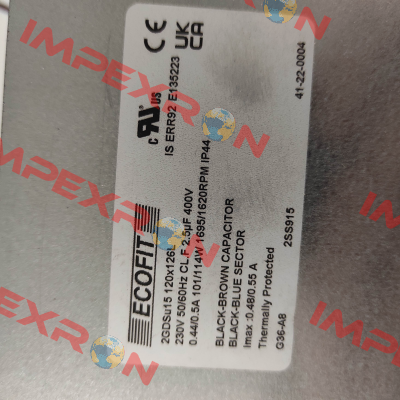 ECOFIT
2GDSu15 120x126L
230V 50/60Hz CL.F 2.5µF 400V
0.44/0.5A 101/114W 1695/1620RPM IP44
BLACK-BROWN CAPACITOR
BLACK-BLUE SECTOR
Imax :0.48/0.55 A
Thermally Protected
G36-A8
2SS915
c UR US
IS ERR92 E135223
CE
UK
CA
41-22-0004
IMPEXRON
IMPEXRON
IMPEXRON
IMPEXRON